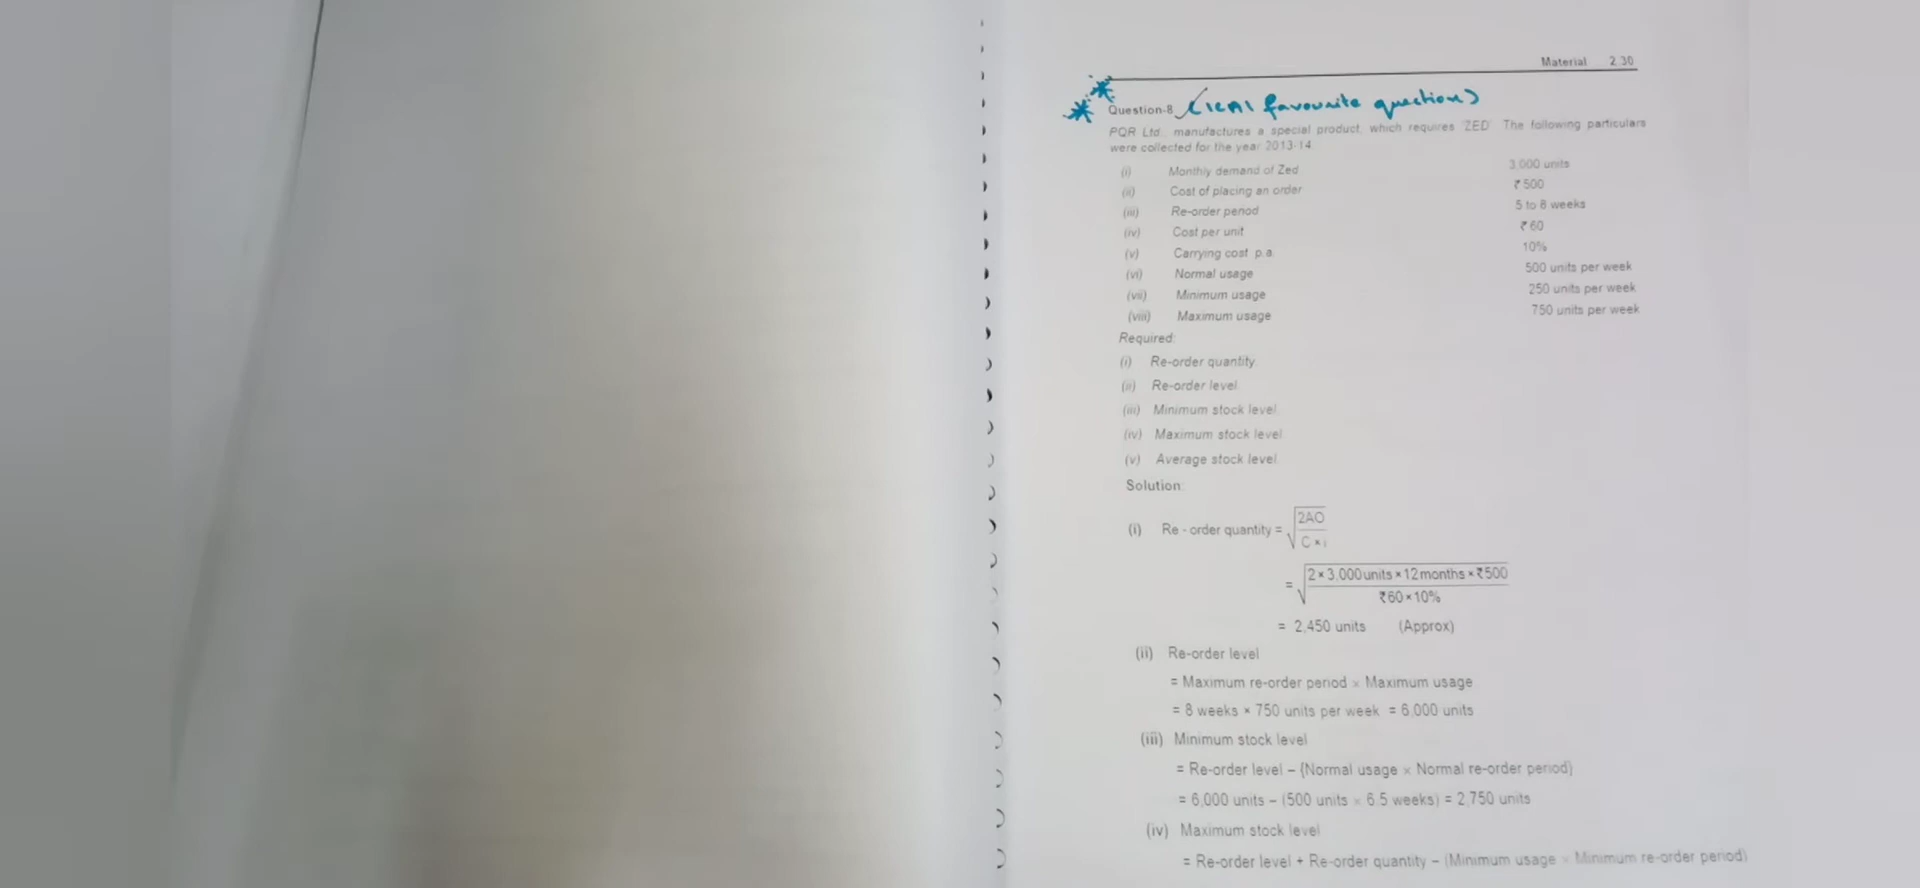 Material 2.30
Question-8 (ICAI favourite question)
PQR Ltd., manufactures a special product, which requires 'ZED'. The following particulars
were collected for the year 2013-14
(i) Monthly demand of Zed 3,000 units
(ii) Cost of placing an order ₹ 500
(iii) Re-order period 5 to 8 weeks
(iv) Cost per unit ₹ 60
(v) Carrying cost p.a 10%
(vi) Normal usage 500 units per week
(vii) Minimum usage 250 units per week
(viii) Maximum usage 750 units per week
Required:
(i) Re-order quantity.
(ii) Re-order level.
(iii) Minimum stock level.
(iv) Maximum stock level.
(v) Average stock level.
Solution:
(i) Re - order quantity = √2AO
C × i
= √2 × 3,000 units × 12 months × ₹ 500
₹ 60 × 10%
= 2,450 units (Approx)
(ii) Re-order level
= Maximum re-order period × Maximum usage
= 8 weeks × 750 units per week = 6,000 units
(iii) Minimum stock level
= Re-order level – (Normal usage × Normal re-order period)
= 6,000 units – (500 units × 6.5 weeks) = 2,750 units
(iv) Maximum stock level
= Re-order level + Re-order quantity – (Minimum usage × Minimum re-order period)